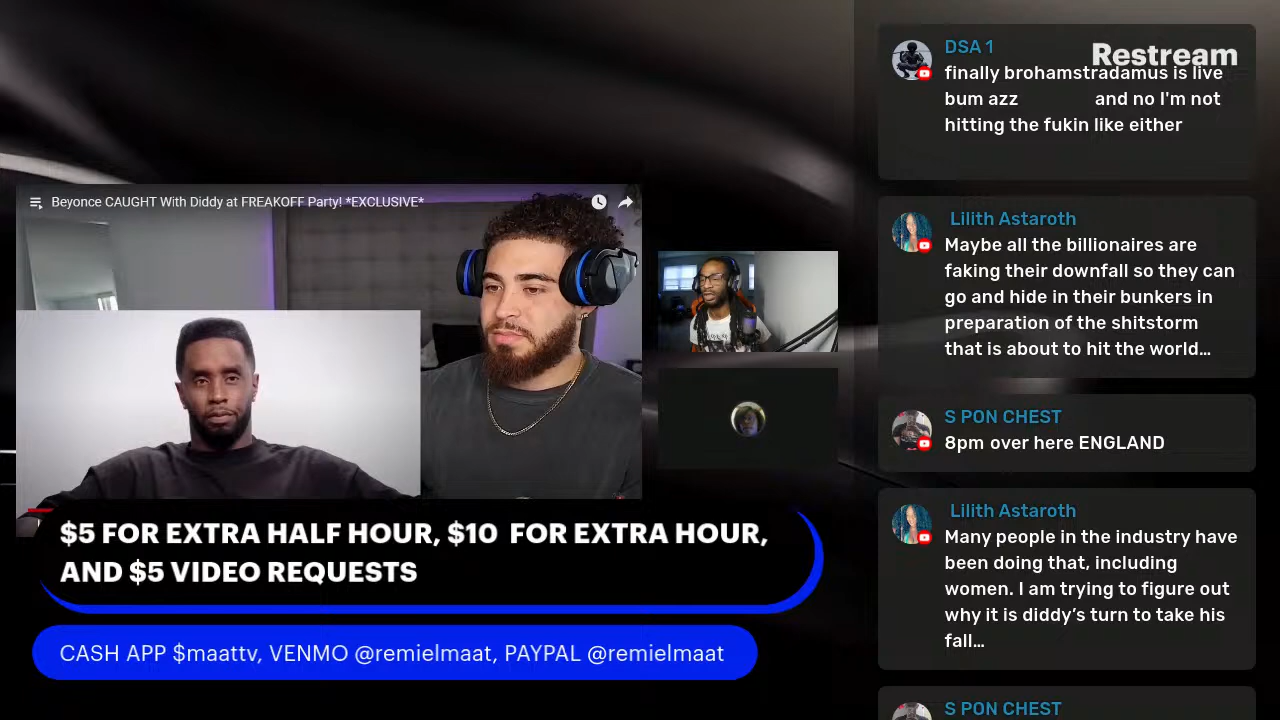 Beyonce CAUGHT With Diddy at FREAKOFF Party! *EXCLUSIVE*
$5 FOR EXTRA HALF HOUR, $10 FOR EXTRA HOUR,
AND $5 VIDEO REQUESTS
CASH APP $maattv, VENMO @remielmaat, PAYPAL @remielmaat
Restream
DSA 1
finally brohamstradamus is live
bum azz and no I'm not
hitting the fukin like either
Lilith Astaroth
Maybe all the billionaires are
faking their downfall so they can
go and hide in their bunkers in
preparation of the shitstorm
that is about to hit the world...
S PON CHEST
8pm over here ENGLAND
Lilith Astaroth
Many people in the industry have
been doing that, including
women. I am trying to figure out
why it is diddy’s turn to take his
fall...
S PON CHEST